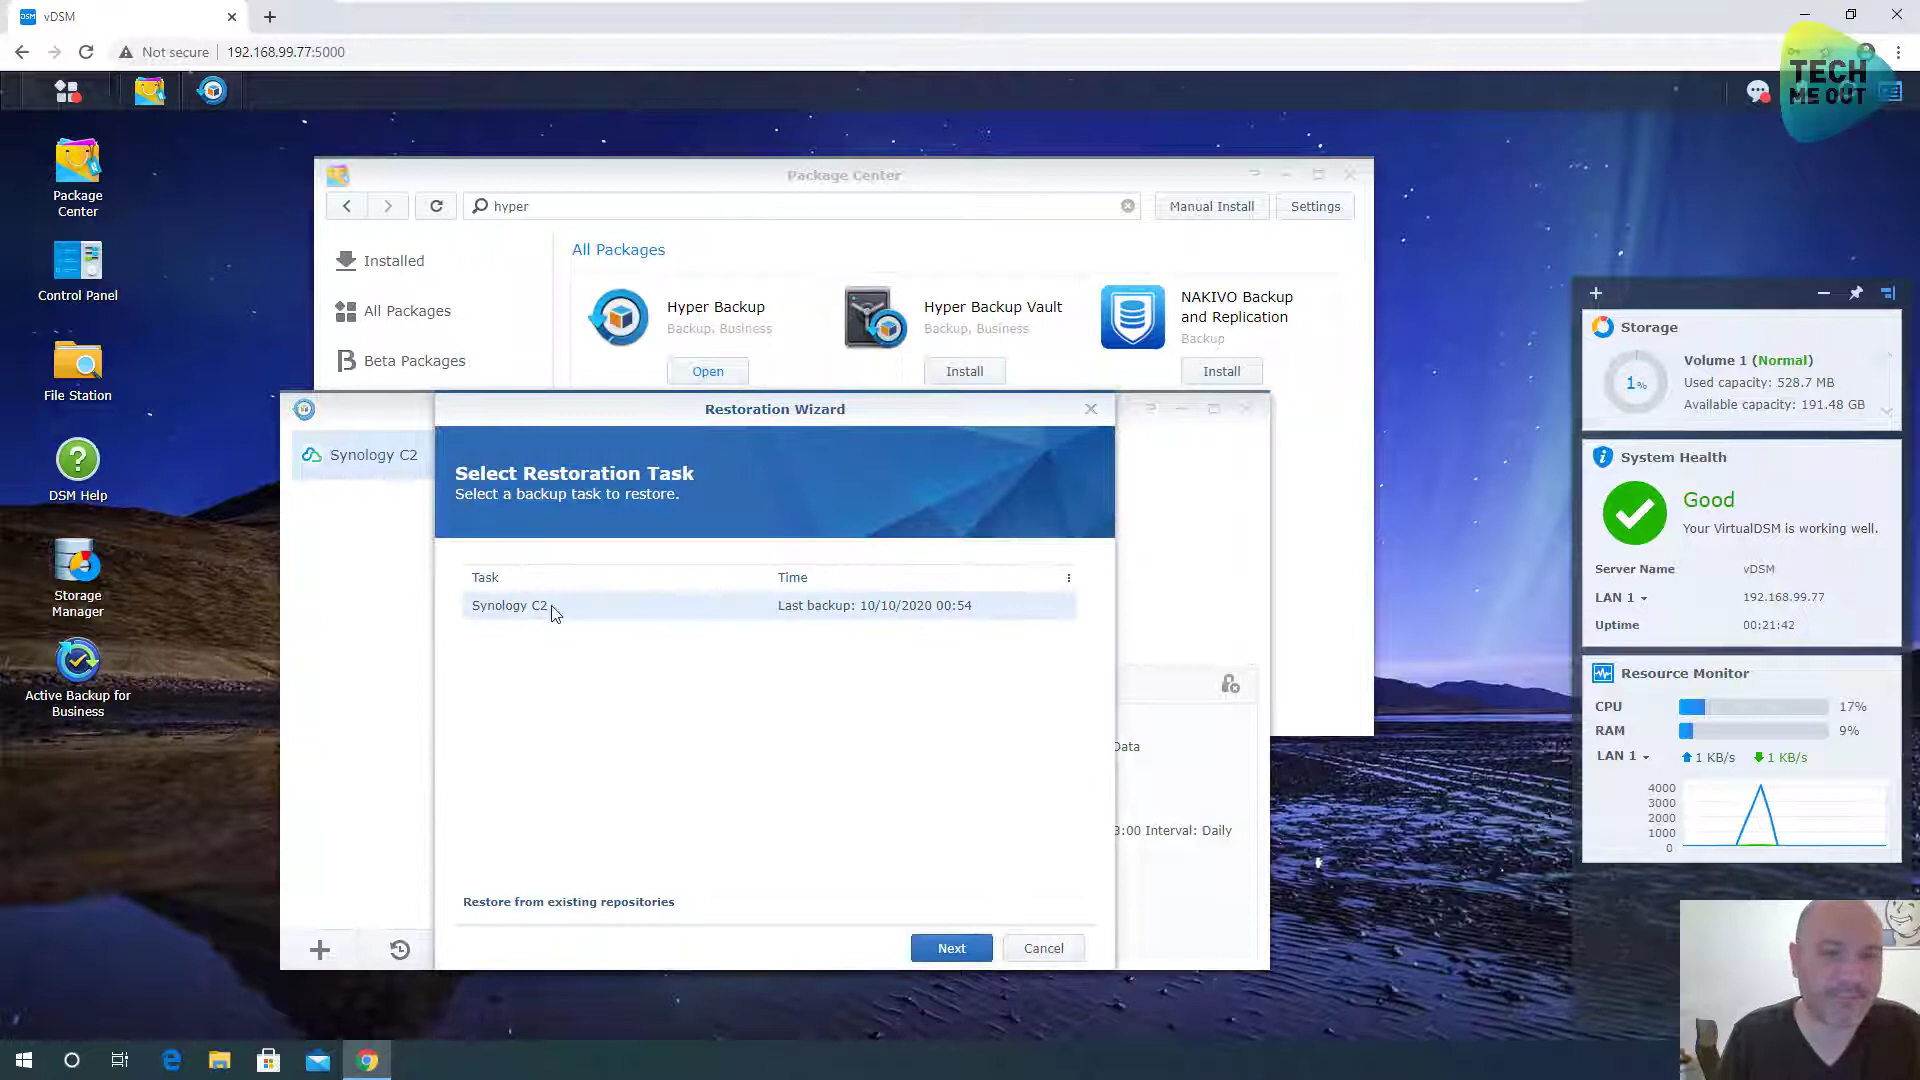 vDSM
Not secure
192.168.99.77:5000
TECH
ME OUT
Package
Center
Control Panel
File Station
DSM Help
Storage
Manager
Active Backup for
Business
Package Center
hyper
Manual Install
Settings
Installed
All Packages
Beta Packages
All Packages
Hyper Backup
Backup, Business
Open
Hyper Backup Vault
Backup, Business
Install
NAKIVO Backup
and Replication
Backup
Install
Synology C2
Restoration Wizard
Select Restoration Task
Select a backup task to restore.
Task
Time
Synology C2
Last backup: 10/10/2020 00:54
Restore from existing repositories
Next
Cancel
Data
3:00 Interval: Daily
Storage
1%
Volume 1 (Normal)
Used capacity: 528.7 MB
Available capacity: 191.48 GB
System Health
Good
Your VirtualDSM is working well.
Server Name
vDSM
LAN 1
192.168.99.77
Uptime
00:21:42
Resource Monitor
CPU
17%
RAM
9%
LAN 1
1 KB/s
1 KB/s
4000
3000
2000
1000
0